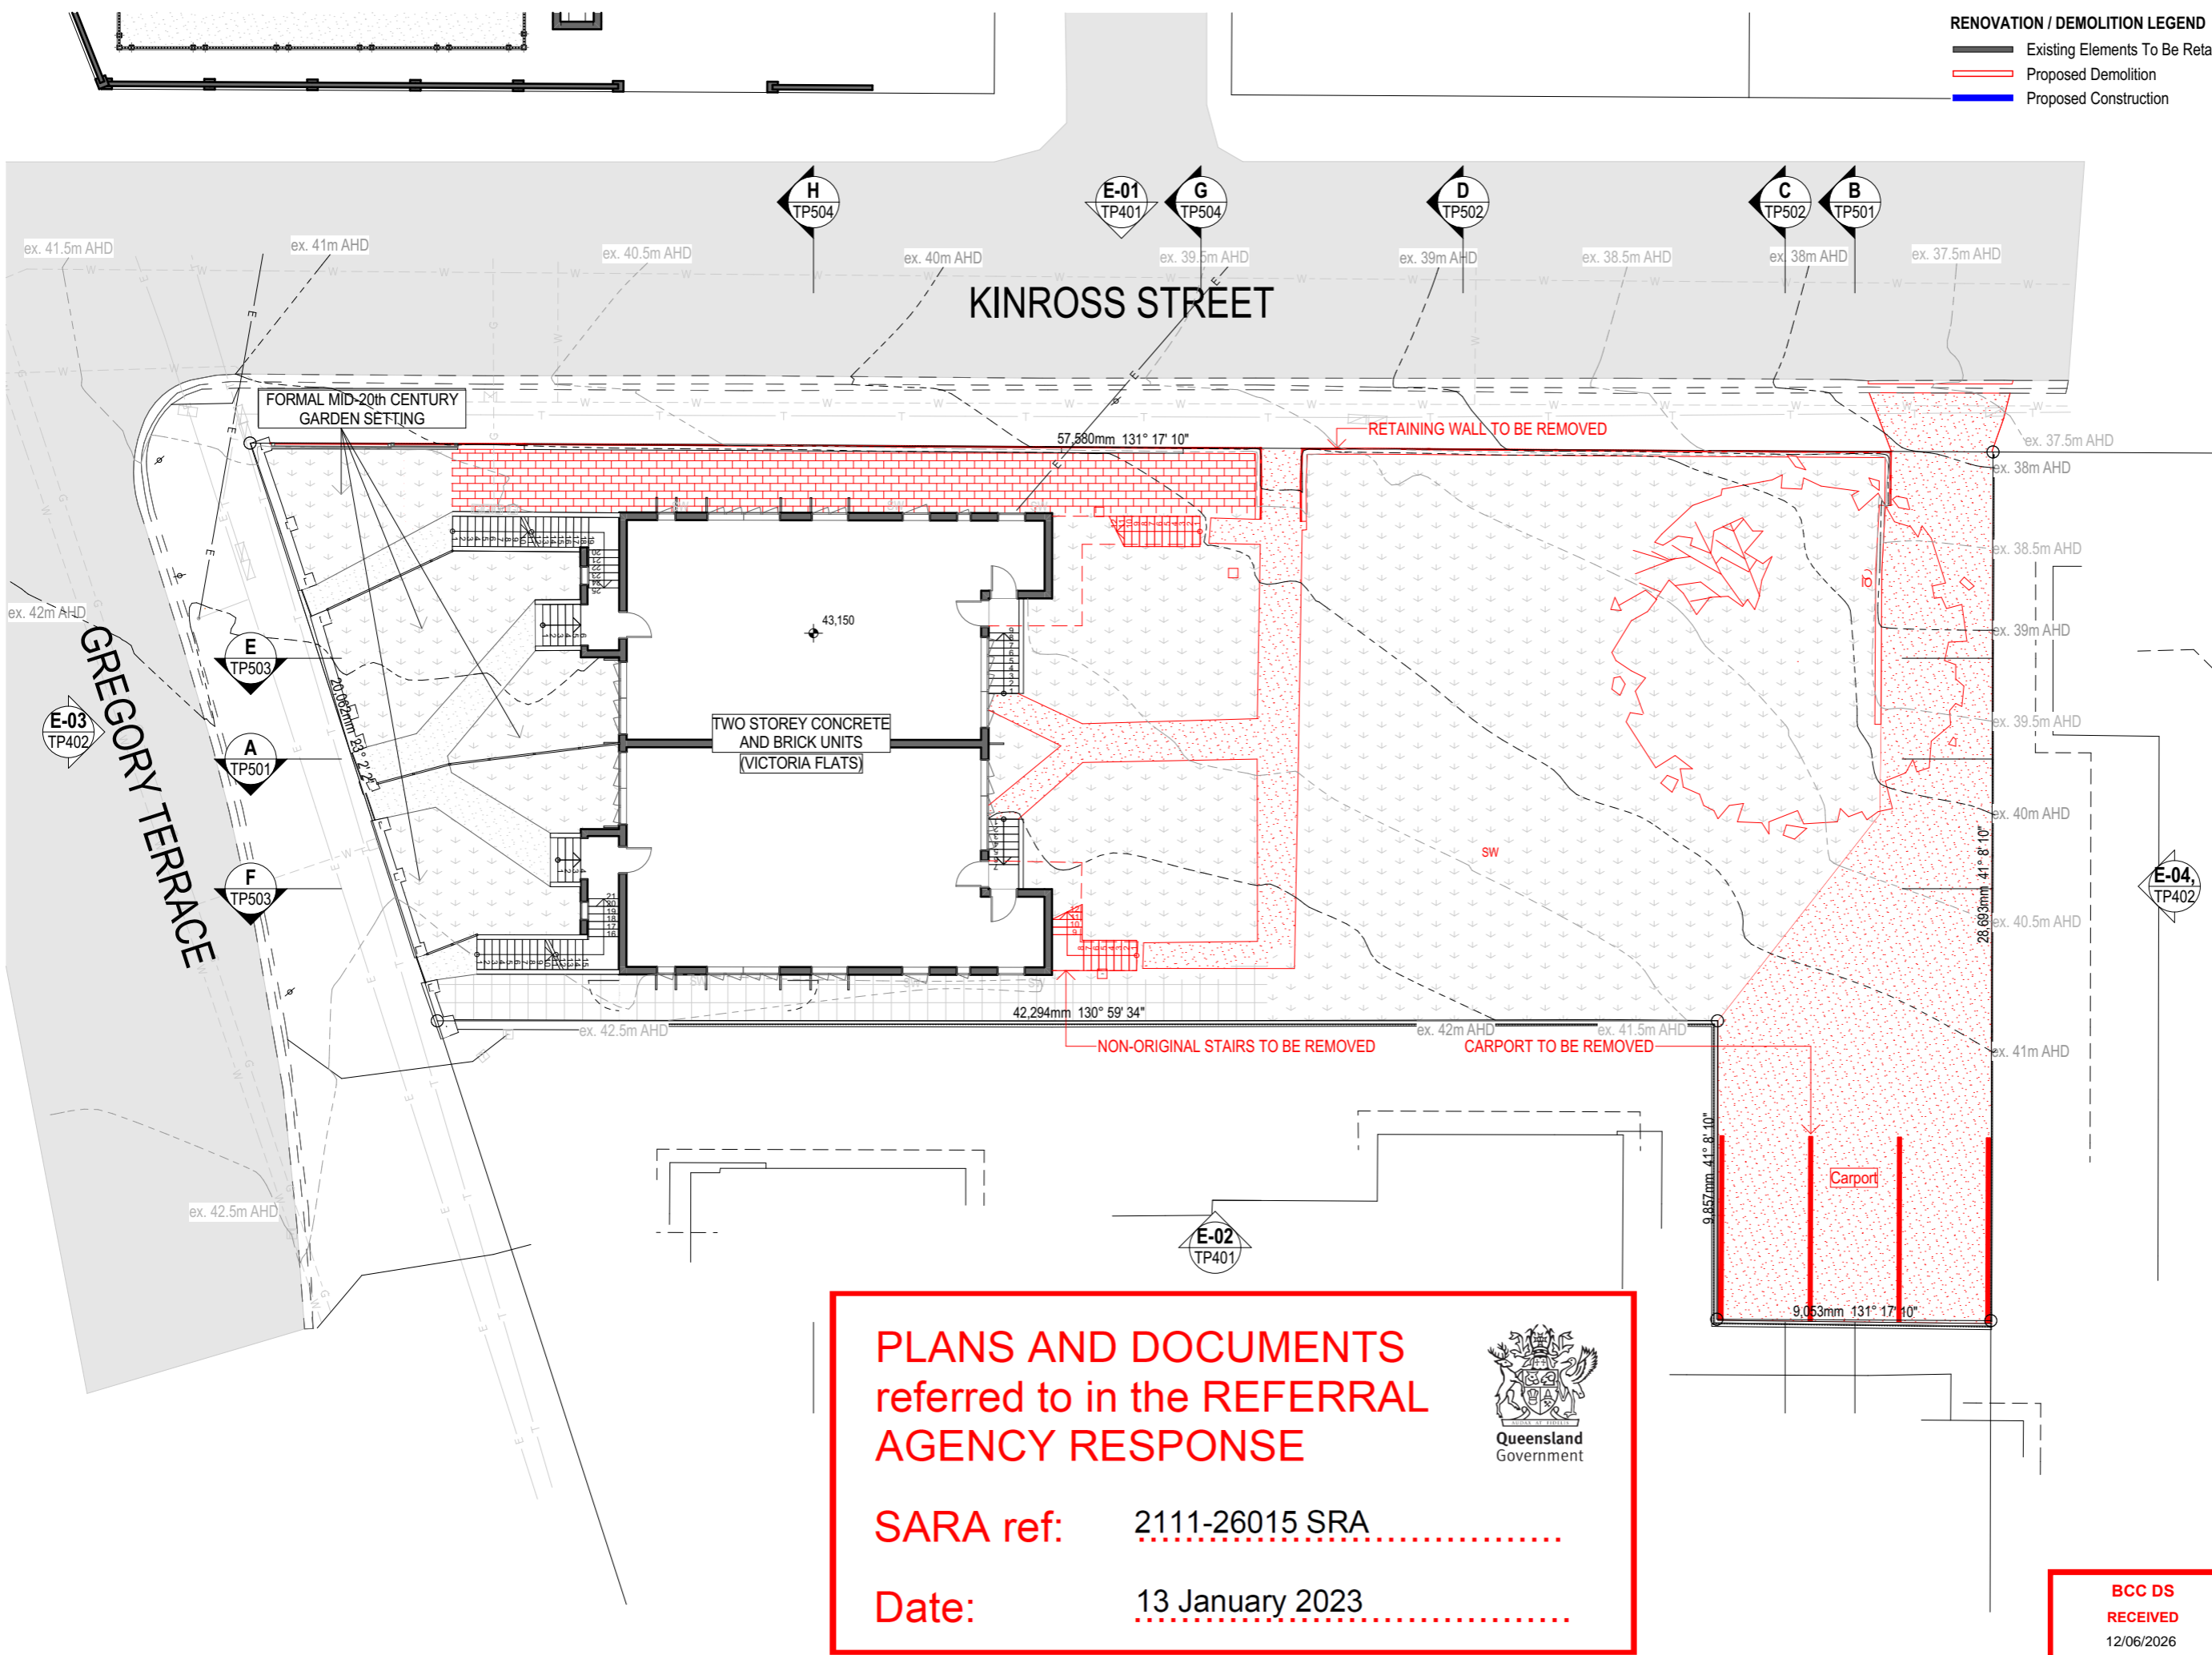 RENOVATION / DEMOLITION LEGEND
Existing Elements To Be Reta
Proposed Demolition
Proposed Construction
H
TP504
E-01
TP401
G
TP504
D
TP502
C
TP502
B
TP501
ex. 41.5m AHD
ex. 41m AHD
ex. 40.5m AHD
ex. 40m AHD
ex. 39.5m AHD
ex. 39m AHD
ex. 38.5m AHD
ex. 38m AHD
ex. 37.5m AHD
KINROSS STREET
FORMAL MID-20th CENTURY
GARDEN SETTING
57,580mm 131° 17' 10"
RETAINING WALL TO BE REMOVED
ex. 37.5m AHD
ex. 38m AHD
ex. 38.5m AHD
ex. 39m AHD
ex. 39.5m AHD
ex. 40m AHD
ex. 40.5m AHD
ex. 41m AHD
ex. 42m AHD
GREGORY TERRACE
E
TP503
E-03
TP402
A
TP501
F
TP503
20,062mm 23° 2' 2"
43,150
TWO STOREY CONCRETE
AND BRICK UNITS
(VICTORIA FLATS)
SW
28,693mm 41° 8' 10"
E-04,
TP402
42,294mm 130° 59' 34"
ex. 42.5m AHD
ex. 42m AHD
ex. 41.5m AHD
NON-ORIGINAL STAIRS TO BE REMOVED
CARPORT TO BE REMOVED
9,857mm 41° 8' 10"
Carport
9,053mm 131° 17' 10"
ex. 42.5m AHD
E-02
TP401
PLANS AND DOCUMENTS
referred to in the REFERRAL
AGENCY RESPONSE
Queensland
Government
SARA ref: 2111-26015 SRA
Date: 13 January 2023
BCC DS
RECEIVED
12/06/2026